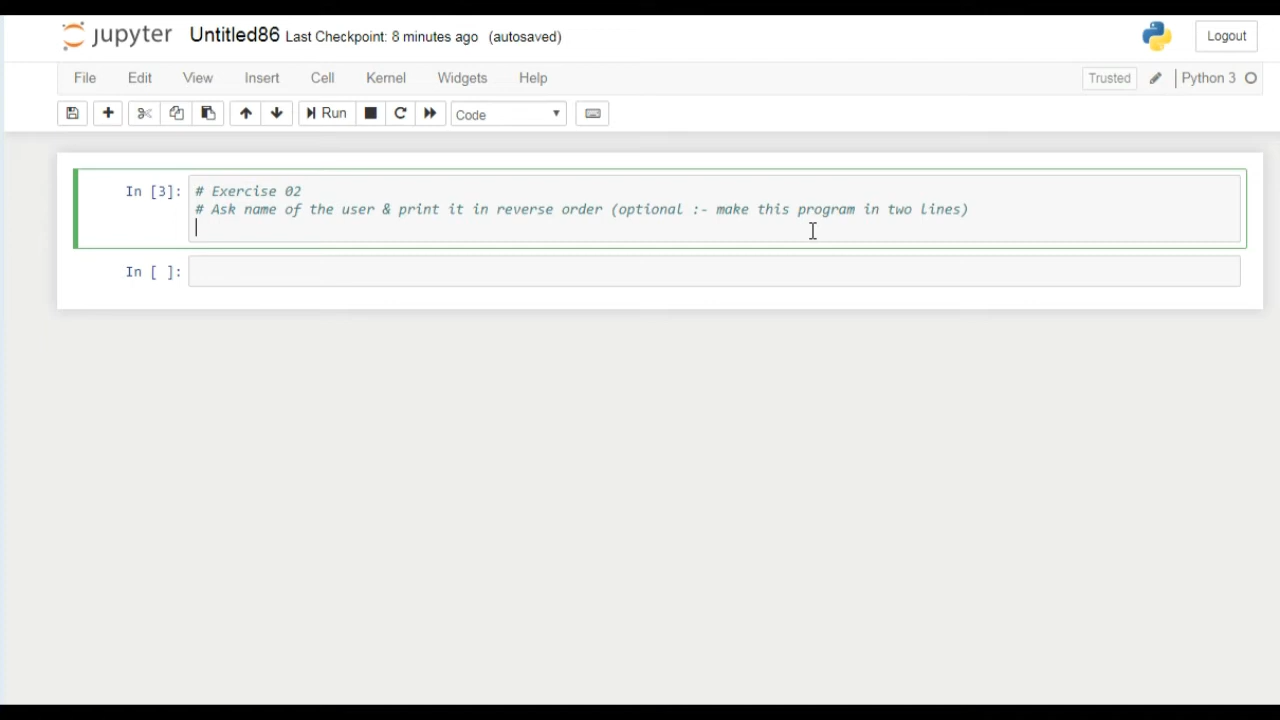 jupyter Untitled86 Last Checkpoint: 8 minutes ago (autosaved) Logout
File Edit View Insert Cell Kernel Widgets Help Trusted Python 3
Run Code
In [3]: # Exercise 02
# Ask name of the user & print it in reverse order (optional :- make this program in two lines)
In [ ]: